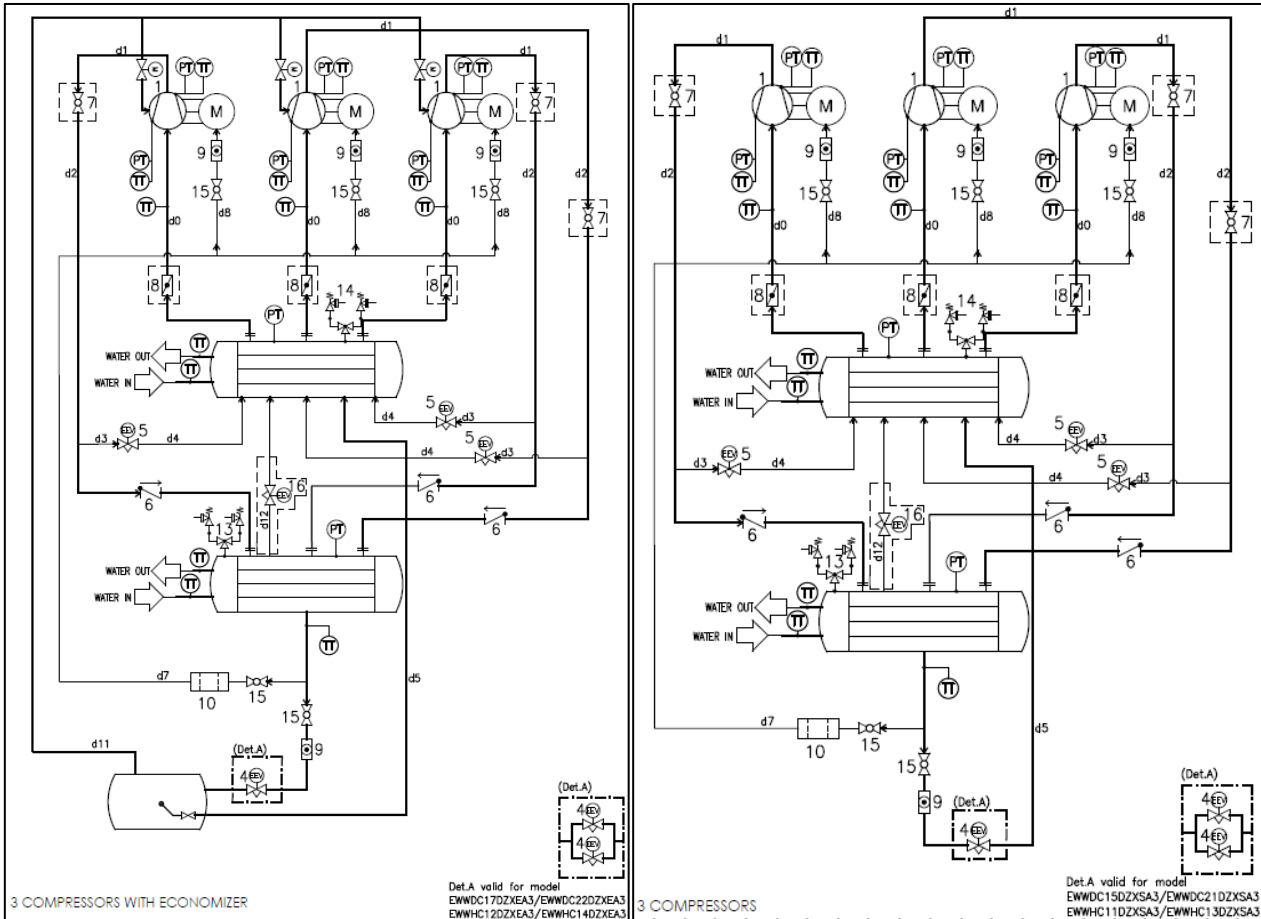 d1
d1
d1
7
1
PT
TT
M
1
PT
TT
M
1
PT
TT
M
7
PT
TT
9
PT
TT
9
PT
TT
9
d2
d2
d2
TT
15
TT
15
TT
15
7
d0
d8
d0
d8
d0
d8
8
8
8
14
PT
WATER OUT
TT
WATER IN
TT
d4
5
EEV
d3
d3
EEV
5
d4
d4
5
EEV
d3
6
6
6
EEV
16
d12
13
PT
WATER OUT
TT
WATER IN
TT
TT
d7
10
15
15
d5
9
d11
(Det.A)
4
EEV
(Det.A)
4
EEV
4
EEV
3 COMPRESSORS WITH ECONOMIZER
Det.A valid for model
EWWDC17DZXEA3/EWWDC22DZXEA3
EWWHC12DZXEA3/EWWHC14DZXEA3
d1
d1
d1
7
1
PT
TT
M
1
PT
TT
M
1
PT
TT
M
7
PT
TT
9
PT
TT
9
PT
TT
9
d2
d2
d2
TT
15
TT
15
TT
15
7
d0
d8
d0
d8
d0
d8
8
8
8
14
PT
WATER OUT
TT
WATER IN
TT
d4
EEV
5
d3
d3
EEV
5
d4
d4
5
EEV
d3
6
6
6
16
EEV
d12
13
PT
WATER OUT
TT
WATER IN
TT
TT
d7
10
15
15
d5
9
(Det.A)
4
EEV
(Det.A)
4
EEV
4
EEV
3 COMPRESSORS
Det.A valid for model
EWWDC15DZXSA3/EWWDC21DZXSA3
EWWHC11DZXSA3/EWWHC13DZXSA3